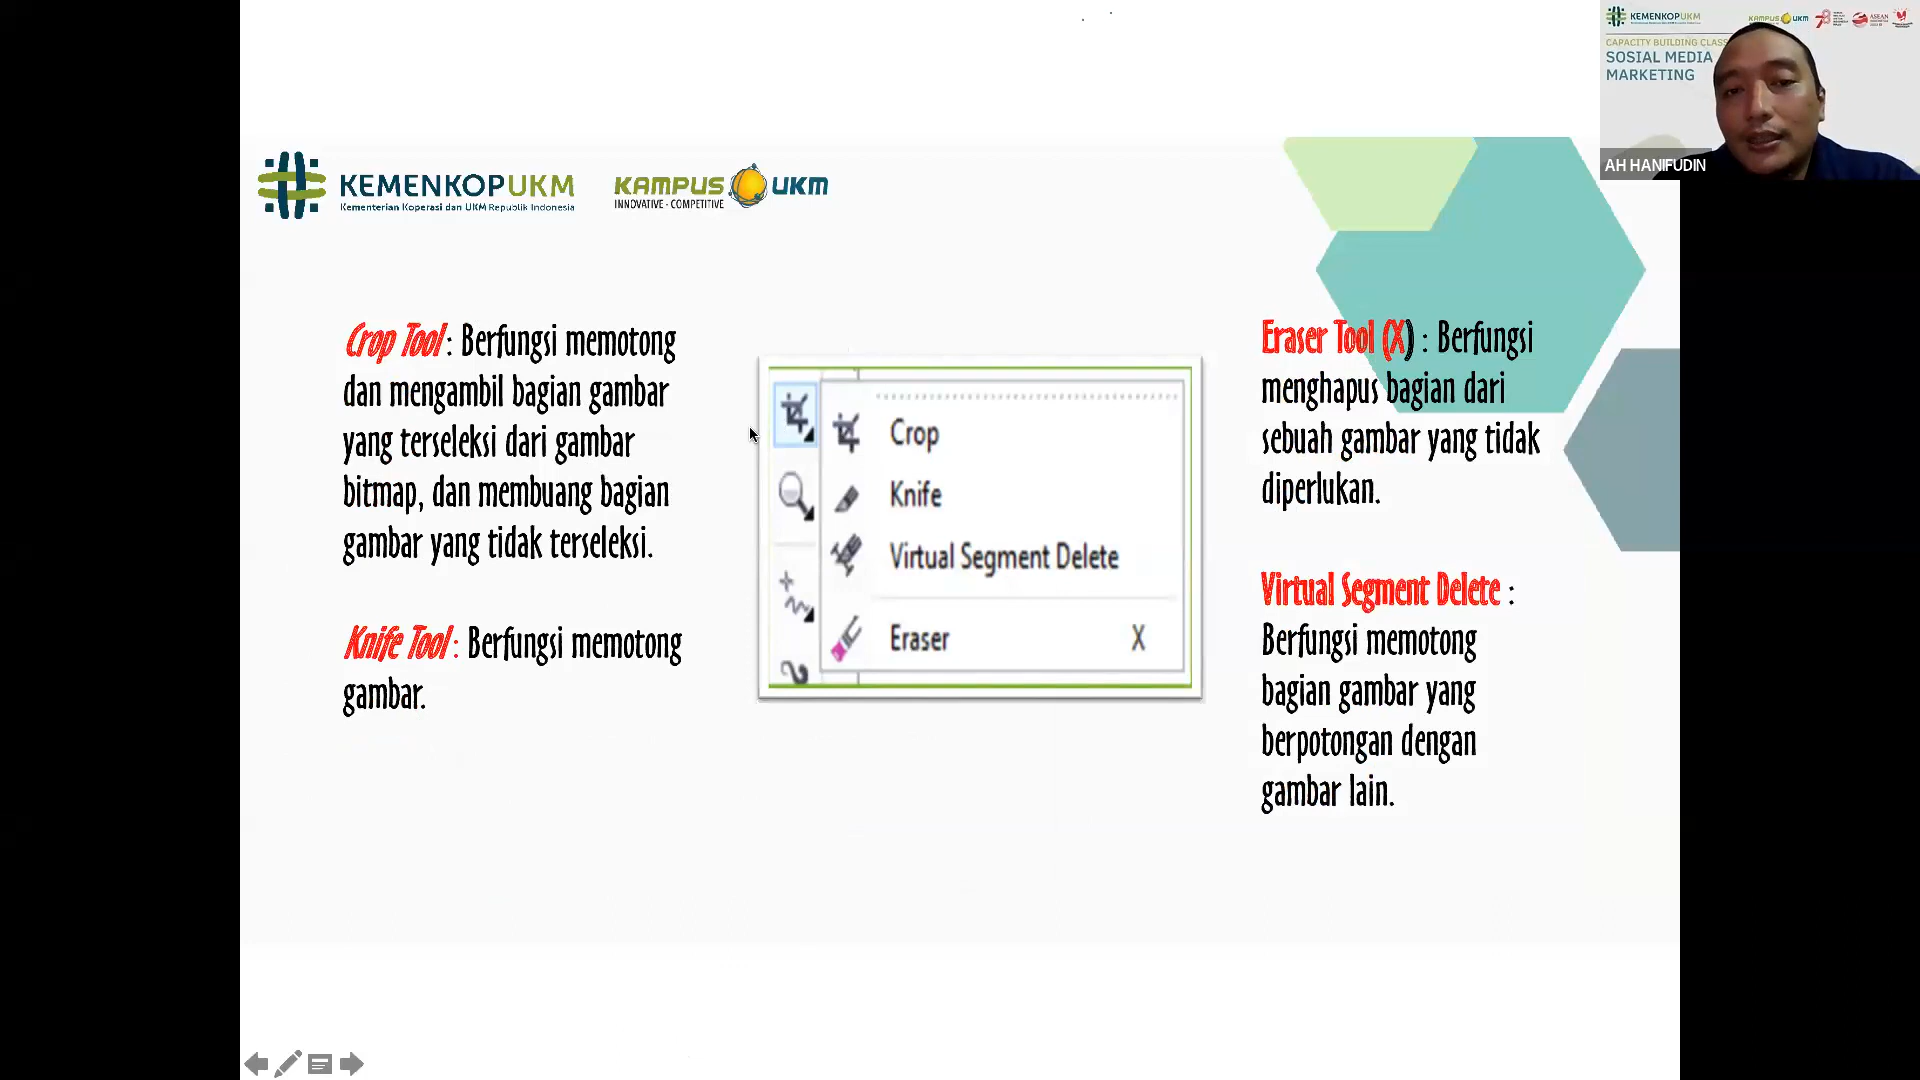 KEMENKOPUKM
Kementerian Koperasi dan UKM Republik Indonesia
KAMPUS UKM
INNOVATIVE - COMPETITIVE
Crop Tool : Berfungsi memotong
dan mengambil bagian gambar
yang terseleksi dari gambar
bitmap, dan membuang bagian
gambar yang tidak terseleksi.
Knife Tool : Berfungsi memotong
gambar.
Crop
Knife
Virtual Segment Delete
Eraser X
Eraser Tool (X) : Berfungsi
menghapus bagian dari
sebuah gambar yang tidak
diperlukan.
Virtual Segment Delete :
Berfungsi memotong
bagian gambar yang
berpotongan dengan
gambar lain.
KEMENKOPUKM
KAMPUS UKM
CAPACITY BUILDING CLASS
SOSIAL MEDIA
MARKETING
AH HANIFUDIN